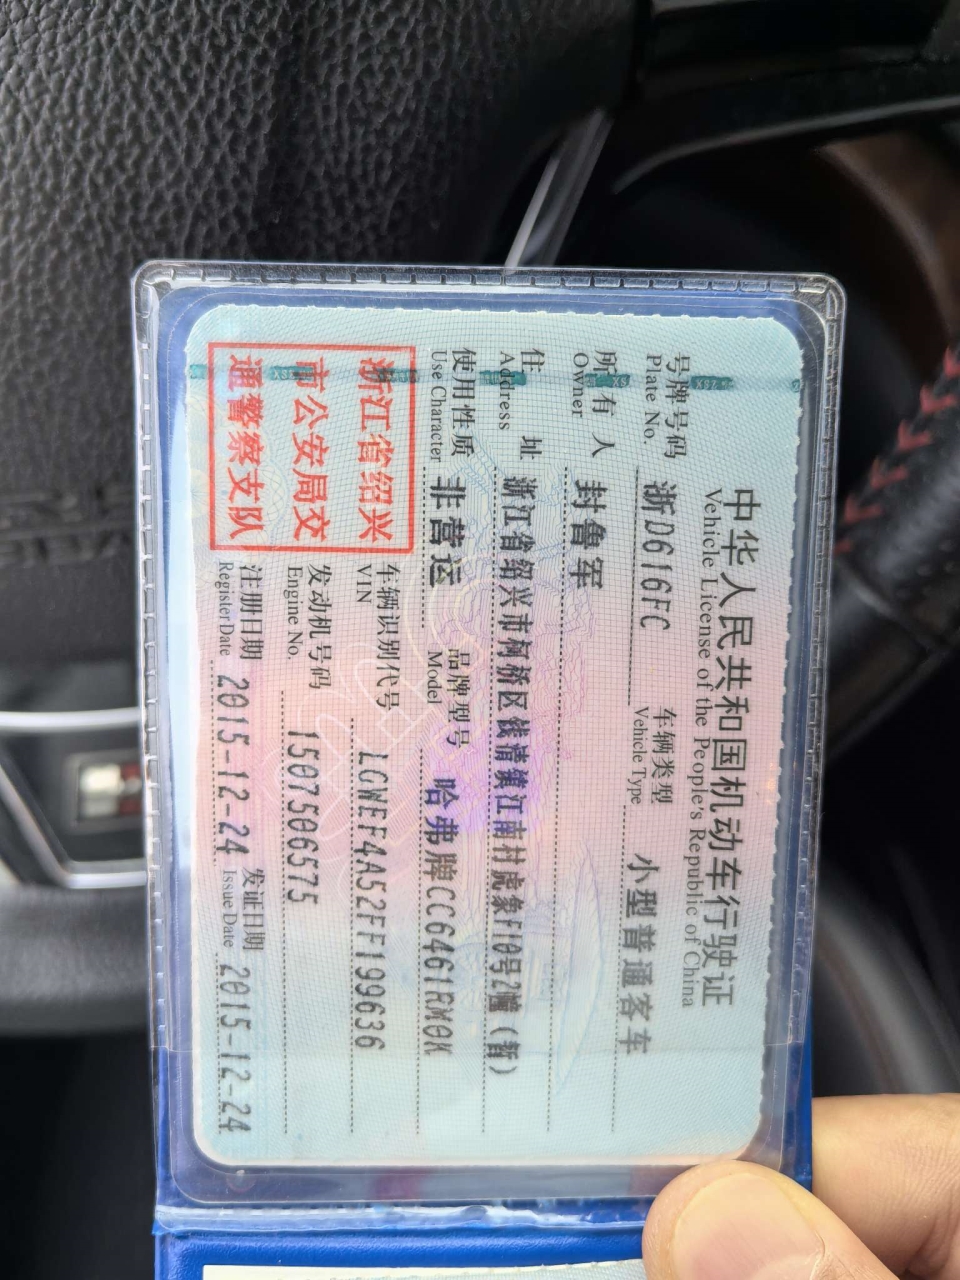 中华人民共和国机动车行驶证
Vehicle License of the People's Republic of China
号牌号码 浙D616FC 车辆类型 小型普通客车
Plate No. Vehicle Type
所有人 封鲁军
Owner
住址 浙江省绍兴市柯桥区钱清镇江南村虎象F10号2幢(暂)
Address
使用性质 非营运 品牌型号 哈弗牌CC6461RM0K
Use Character Model
浙江省绍兴
市公安局交
通警察支队
车辆识别代号 LGWEF4A52FF199636
VIN
发动机号码 1507506575
Engine No.
注册日期 2015-12-24 发证日期 2015-12-24
Register Date Issue Date